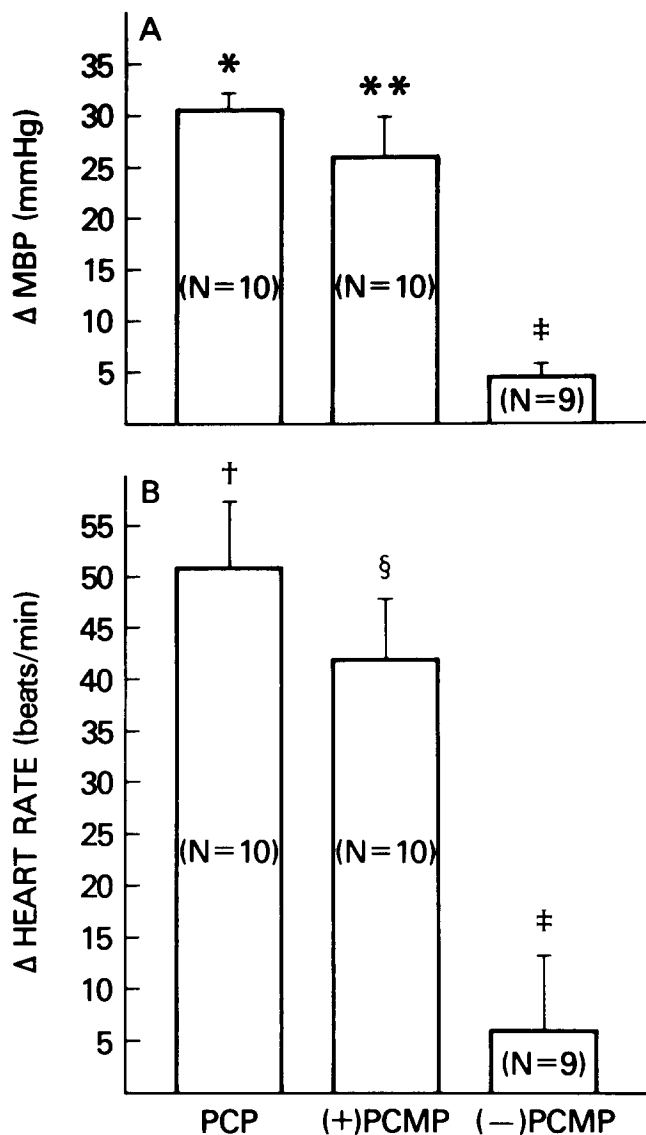 A
Δ MBP (mmHg)
35
30
25
20
15
10
5
*
**
‡
(N=10)
(N=10)
(N=9)
B
Δ HEART RATE (beats/min)
55
50
45
40
35
30
25
20
15
10
5
†
§
‡
(N=10)
(N=10)
(N=9)
PCP
(+)PCMP
(−)PCMP